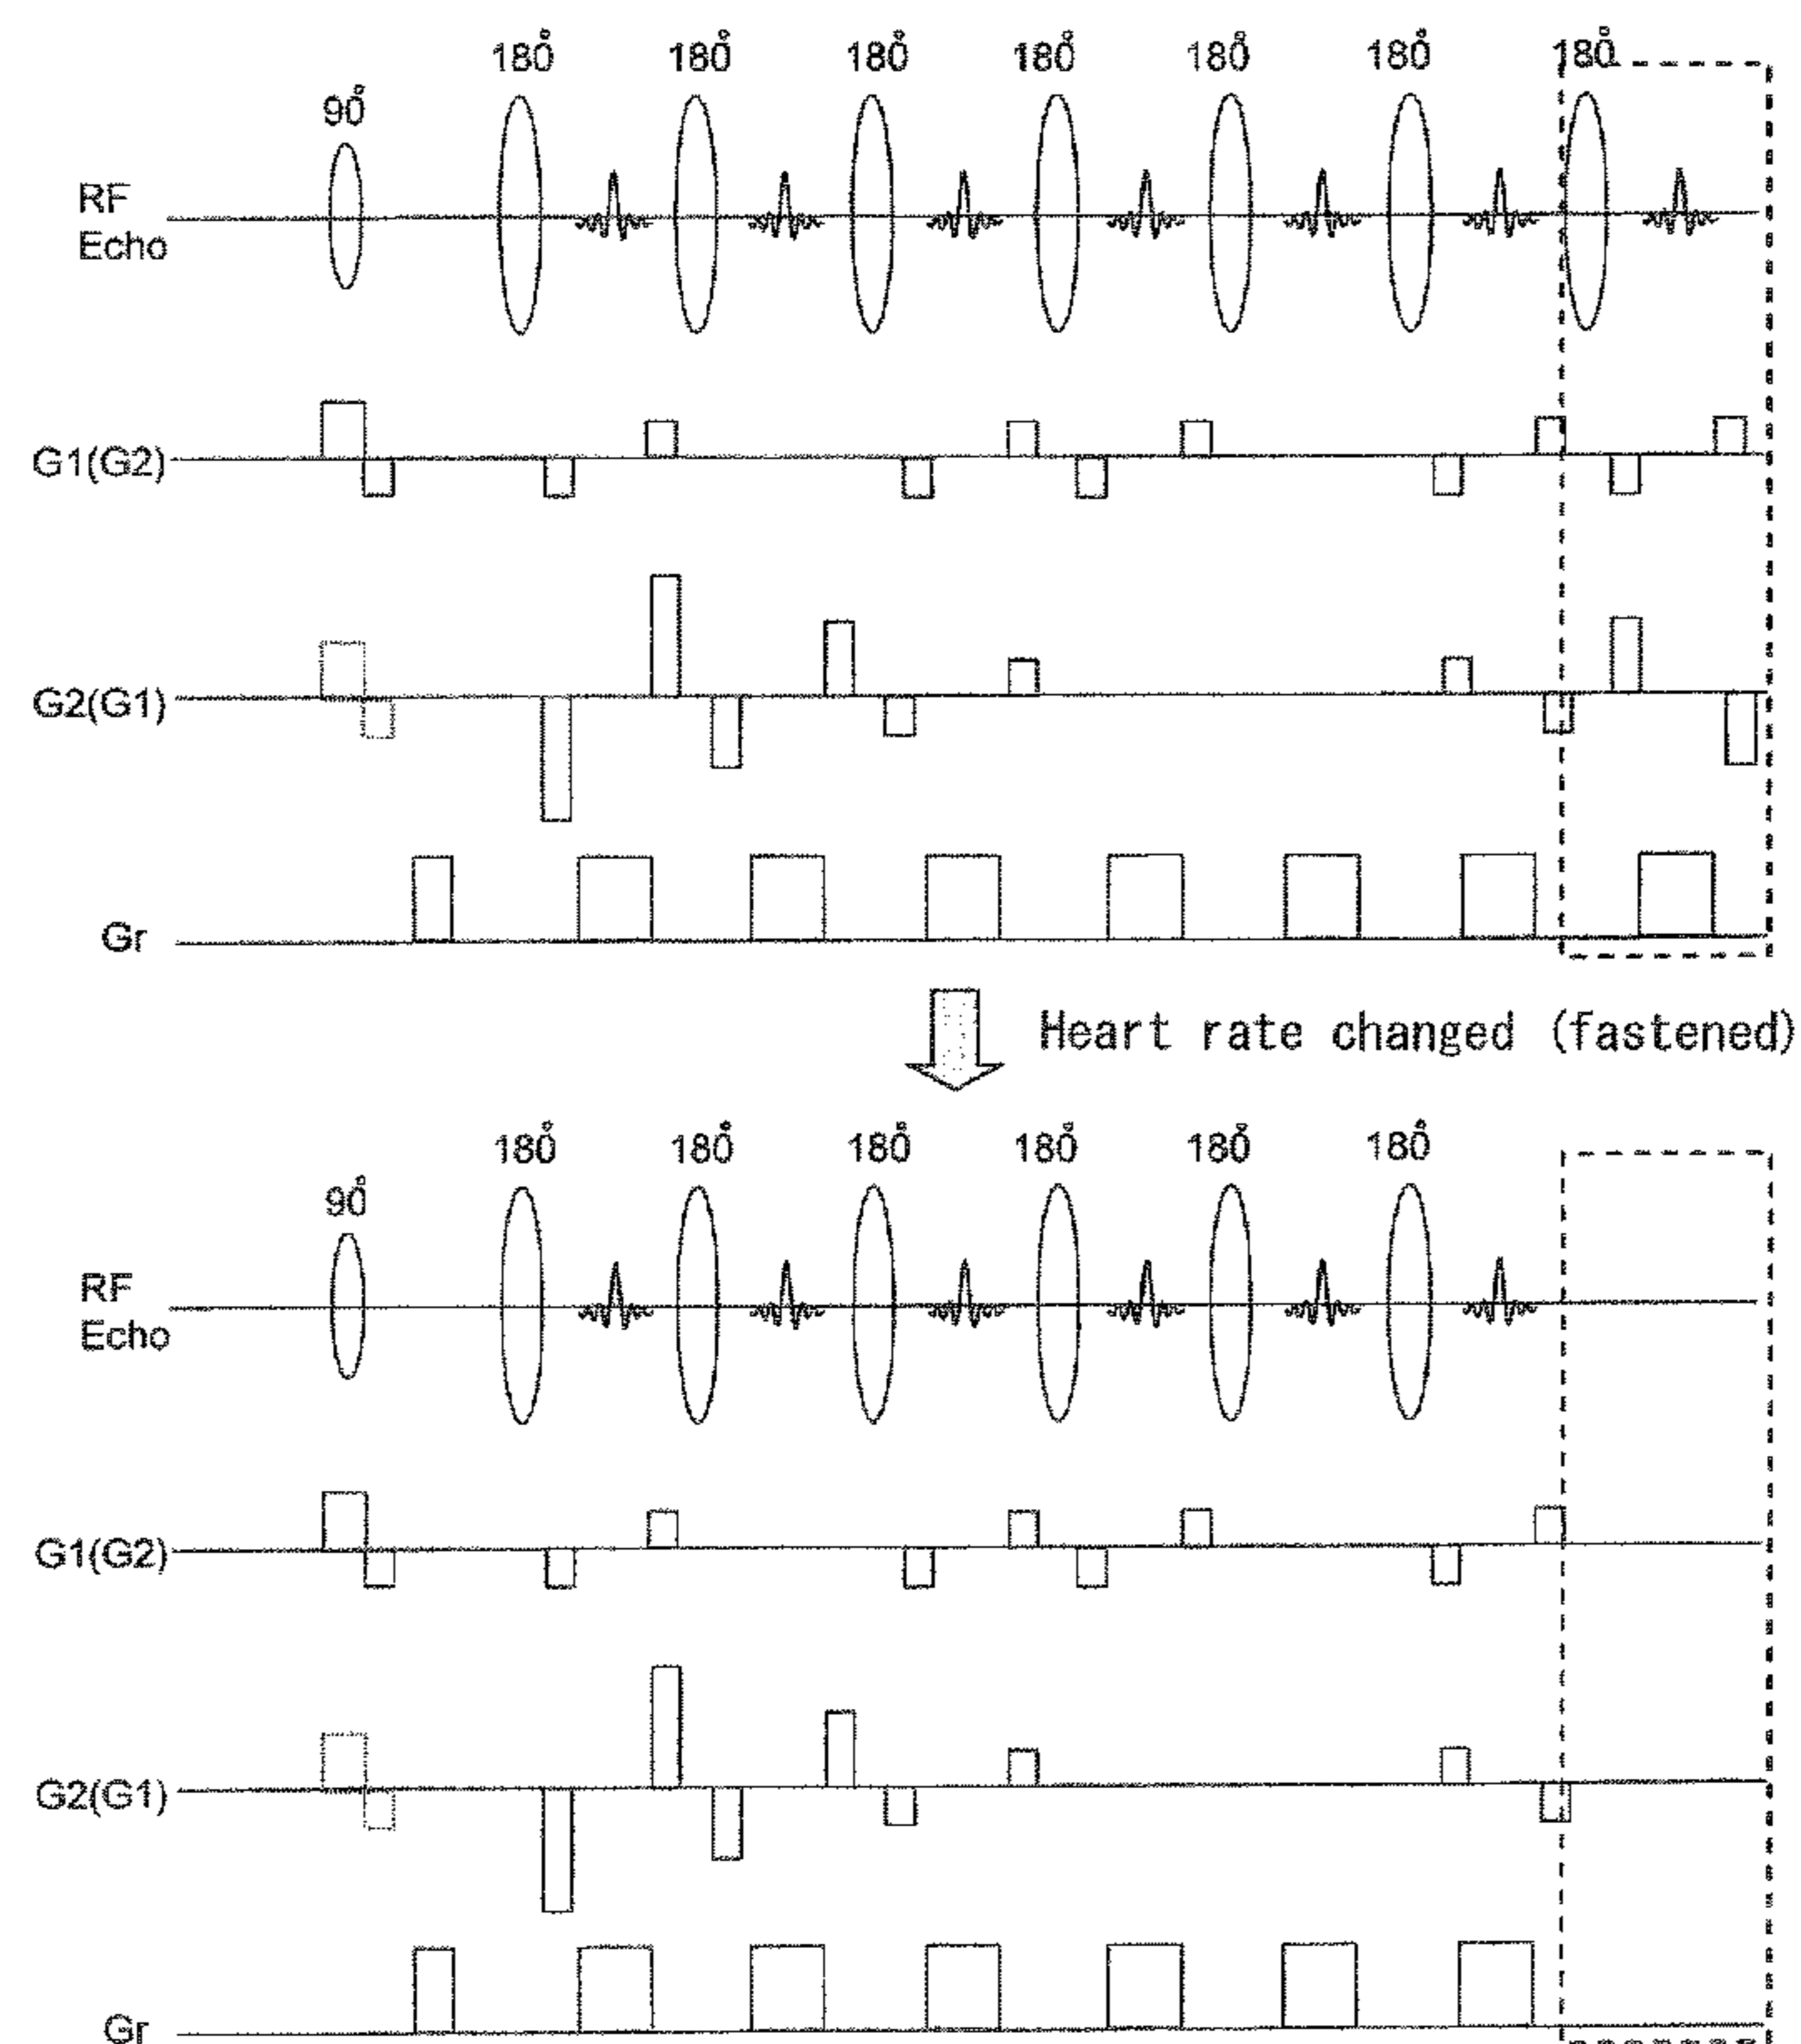 180° 180° 180° 180° 180° 180° 180°
90°
RF
Echo
G1(G2)
G2(G1)
Gr
Heart rate changed (fastened)
180° 180° 180° 180° 180° 180°
90°
RF
Echo
G1(G2)
G2(G1)
Gr